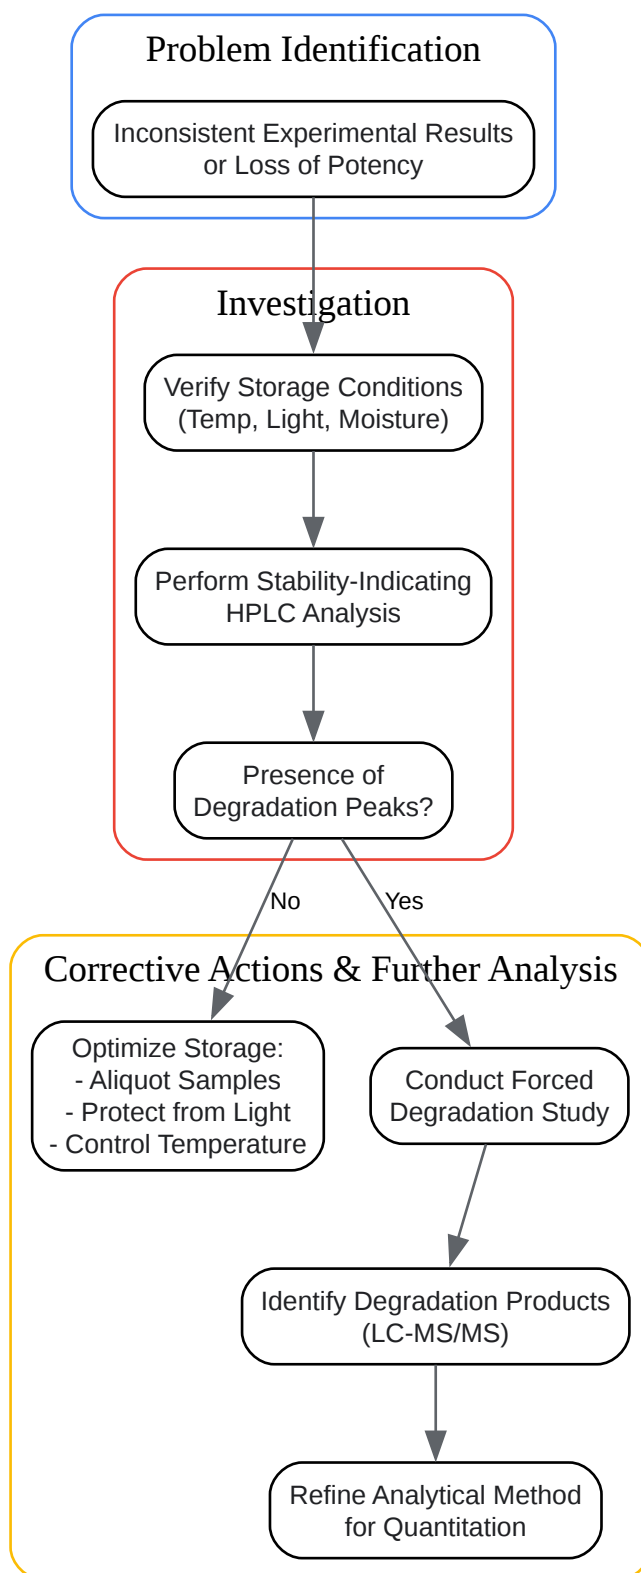 Problem Identification
Inconsistent Experimental Results
or Loss of Potency
Investigation
Verify Storage Conditions
(Temp, Light, Moisture)
Perform Stability-Indicating
HPLC Analysis
Presence of
Degradation Peaks?
No
Yes
Corrective Actions & Further Analysis
Optimize Storage:
- Aliquot Samples
- Protect from Light
- Control Temperature
Conduct Forced
Degradation Study
Identify Degradation Products
(LC-MS/MS)
Refine Analytical Method
for Quantitation